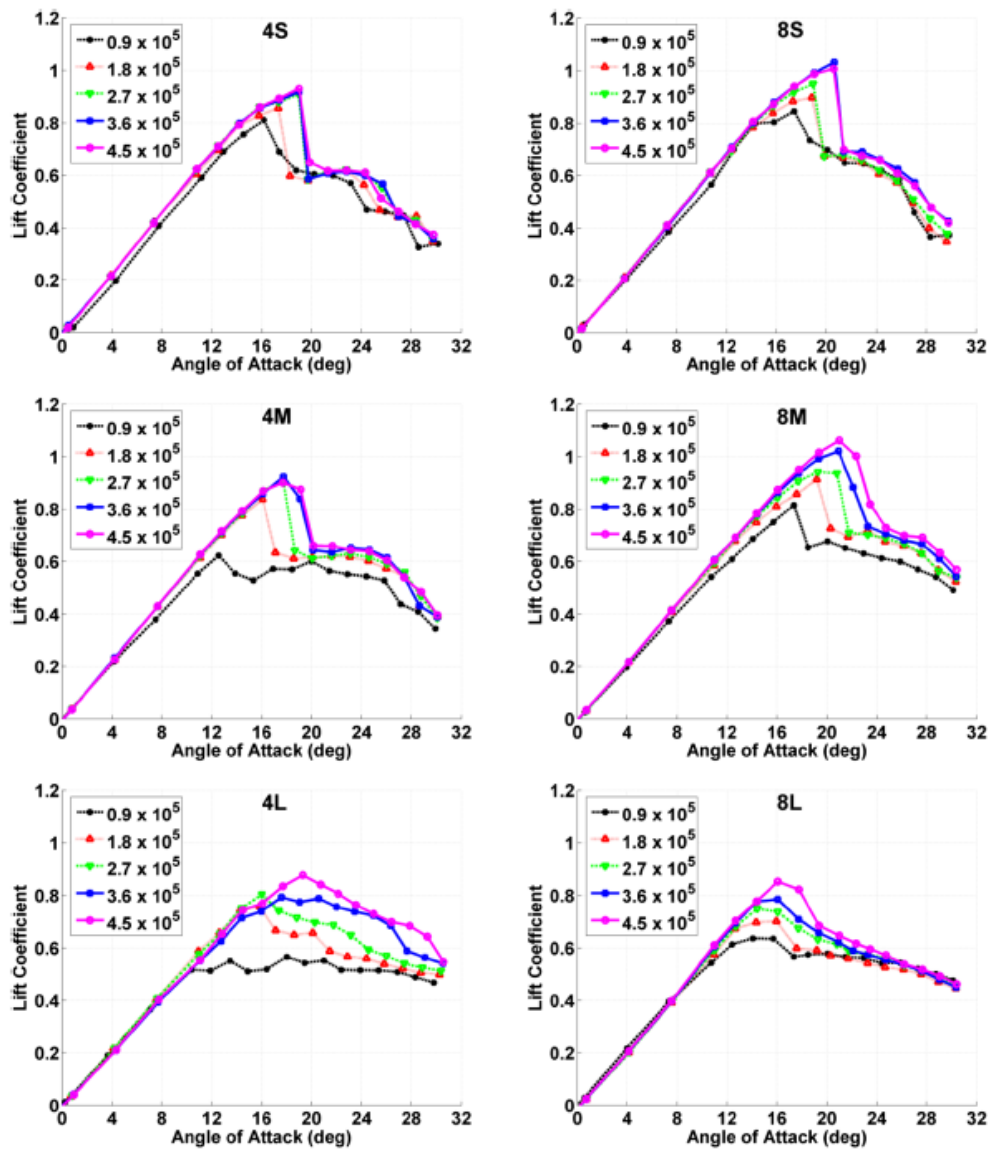 4S
0.9 x 10^5
1.8 x 10^5
2.7 x 10^5
3.6 x 10^5
4.5 x 10^5
Lift Coefficient
1.2
1
0.8
0.6
0.4
0.2
0
0 4 8 12 16 20 24 28 32
Angle of Attack (deg)
8S
0.9 x 10^5
1.8 x 10^5
2.7 x 10^5
3.6 x 10^5
4.5 x 10^5
Lift Coefficient
1.2
1
0.8
0.6
0.4
0.2
0
0 4 8 12 16 20 24 28 32
Angle of Attack (deg)
4M
0.9 x 10^5
1.8 x 10^5
2.7 x 10^5
3.6 x 10^5
4.5 x 10^5
Lift Coefficient
1.2
1
0.8
0.6
0.4
0.2
0
0 4 8 12 16 20 24 28 32
Angle of Attack (deg)
8M
0.9 x 10^5
1.8 x 10^5
2.7 x 10^5
3.6 x 10^5
4.5 x 10^5
Lift Coefficient
1.2
1
0.8
0.6
0.4
0.2
0
0 4 8 12 16 20 24 28 32
Angle of Attack (deg)
4L
0.9 x 10^5
1.8 x 10^5
2.7 x 10^5
3.6 x 10^5
4.5 x 10^5
Lift Coefficient
1.2
1
0.8
0.6
0.4
0.2
0
0 4 8 12 16 20 24 28 32
Angle of Attack (deg)
8L
0.9 x 10^5
1.8 x 10^5
2.7 x 10^5
3.6 x 10^5
4.5 x 10^5
Lift Coefficient
1.2
1
0.8
0.6
0.4
0.2
0
0 4 8 12 16 20 24 28 32
Angle of Attack (deg)